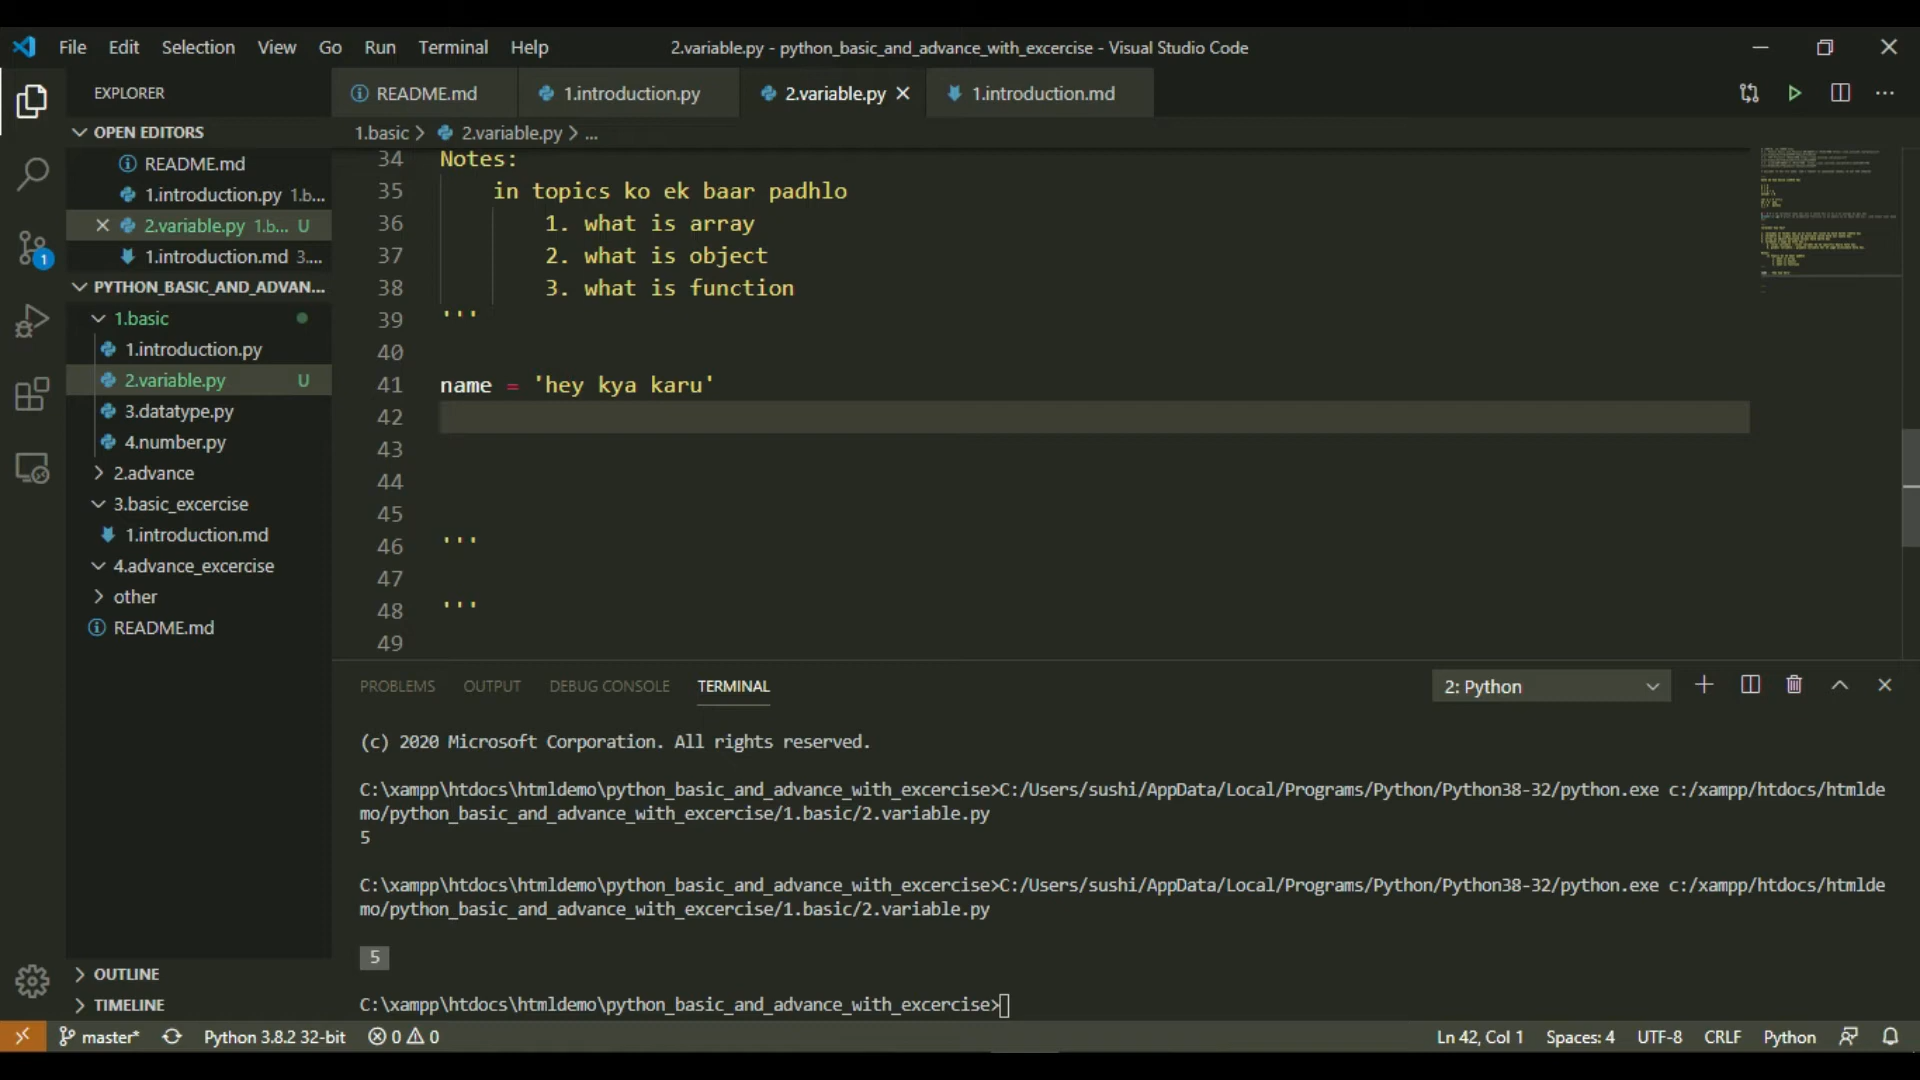 File Edit Selection View Go Run Terminal Help 2.variable.py - python_basic_and_advance_with_excercise - Visual Studio Code
EXPLORER
OPEN EDITORS
README.md
1.introduction.py 1.b...
2.variable.py 1.b... U
1.introduction.md 3....
PYTHON_BASIC_AND_ADVAN...
1.basic
1.introduction.py
2.variable.py U
3.datatype.py
4.number.py
2.advance
3.basic_excercise
1.introduction.md
4.advance_excercise
other
README.md
OUTLINE
TIMELINE
1
README.md 1.introduction.py 2.variable.py 1.introduction.md
1.basic > 2.variable.py > ...
34 Notes:
35 in topics ko ek baar padhlo
36 1. what is array
37 2. what is object
38 3. what is function
39 '''
40
41 name = 'hey kya karu'
42
43
44
45
46 '''
47
48 '''
49
PROBLEMS OUTPUT DEBUG CONSOLE TERMINAL 2: Python
(c) 2020 Microsoft Corporation. All rights reserved.
C:\xampp\htdocs\htmldemo\python_basic_and_advance_with_excercise>C:/Users/sushi/AppData/Local/Programs/Python/Python38-32/python.exe c:/xampp/htdocs/htmlde
mo/python_basic_and_advance_with_excercise/1.basic/2.variable.py
5
C:\xampp\htdocs\htmldemo\python_basic_and_advance_with_excercise>C:/Users/sushi/AppData/Local/Programs/Python/Python38-32/python.exe c:/xampp/htdocs/htmlde
mo/python_basic_and_advance_with_excercise/1.basic/2.variable.py
5
C:\xampp\htdocs\htmldemo\python_basic_and_advance_with_excercise>
master* Python 3.8.2 32-bit 0 0 Ln 42, Col 1 Spaces: 4 UTF-8 CRLF Python